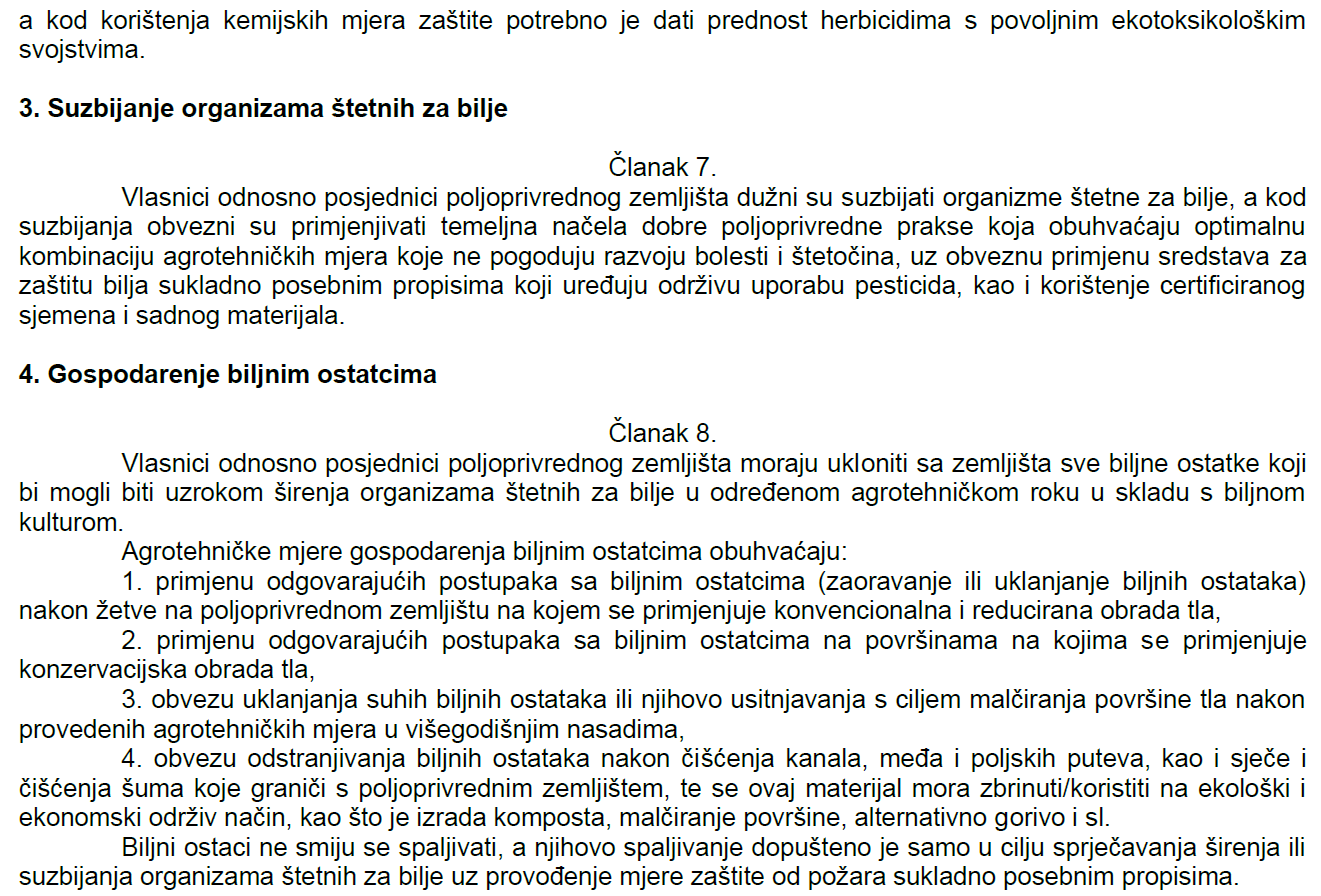 a kod korištenja kemijskih mjera zaštite potrebno je dati prednost herbicidima s povoljnim ekotoksikološkim
svojstvima.
3. Suzbijanje organizama štetnih za bilje
Članak 7.
Vlasnici odnosno posjednici poljoprivrednog zemljišta dužni su suzbijati organizme štetne za bilje, a kod
suzbijanja obvezni su primjenjivati temeljna načela dobre poljoprivredne prakse koja obuhvaćaju optimalnu
kombinaciju agrotehničkih mjera koje ne pogoduju razvoju bolesti i štetočina, uz obveznu primjenu sredstava za
zaštitu bilja sukladno posebnim propisima koji uređuju održivu uporabu pesticida, kao i korištenje certificiranog
sjemena i sadnog materijala.
4. Gospodarenje biljnim ostatcima
Članak 8.
Vlasnici odnosno posjednici poljoprivrednog zemljišta moraju ukloniti sa zemljišta sve biljne ostatke koji
bi mogli biti uzrokom širenja organizama štetnih za bilje u određenom agrotehničkom roku u skladu s biljnom
kulturom.
Agrotehničke mjere gospodarenja biljnim ostatcima obuhvaćaju:
1. primjenu odgovarajućih postupaka sa biljnim ostatcima (zaoravanje ili uklanjanje biljnih ostataka)
nakon žetve na poljoprivrednom zemljištu na kojem se primjenjuje konvencionalna i reducirana obrada tla,
2. primjenu odgovarajućih postupaka sa biljnim ostatcima na površinama na kojima se primjenjuje
konzervacijska obrada tla,
3. obvezu uklanjanja suhih biljnih ostataka ili njihovo usitnjavanja s ciljem malčiranja površine tla nakon
provedenih agrotehničkih mjera u višegodišnjim nasadima,
4. obvezu odstranjivanja biljnih ostataka nakon čišćenja kanala, međa i poljskih puteva, kao i sječe i
čišćenja šuma koje graniči s poljoprivrednim zemljištem, te se ovaj materijal mora zbrinuti/koristiti na ekološki i
ekonomski održiv način, kao što je izrada komposta, malčiranje površine, alternativno gorivo i sl.
Biljni ostaci ne smiju se spaljivati, a njihovo spaljivanje dopušteno je samo u cilju sprječavanja širenja ili
suzbijanja organizama štetnih za bilje uz provođenje mjere zaštite od požara sukladno posebnim propisima.